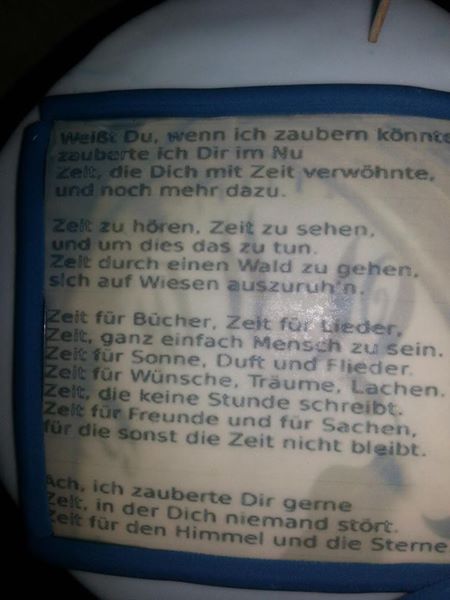 Weißt Du, wenn ich zaubern könnte
zauberte ich Dir im Nu
Zeit, die Dich mit Zeit verwöhnte,
und noch mehr dazu.
Zeit zu hören, Zeit zu sehen,
und um dies das zu tun.
Zeit durch einen Wald zu gehen,
sich auf Wiesen auszuruh'n.
Zeit für Bücher, Zeit für Lieder,
Zeit, ganz einfach Mensch zu sein.
Zeit für Sonne, Duft und Flieder.
Zeit für Wünsche, Träume, Lachen.
Zeit, die keine Stunde schreibt.
Zeit für Freunde und für Sachen,
für die sonst die Zeit nicht bleibt.
Ach, ich zauberte Dir gerne
Zeit, in der Dich niemand stört.
Zeit für den Himmel und die Sterne